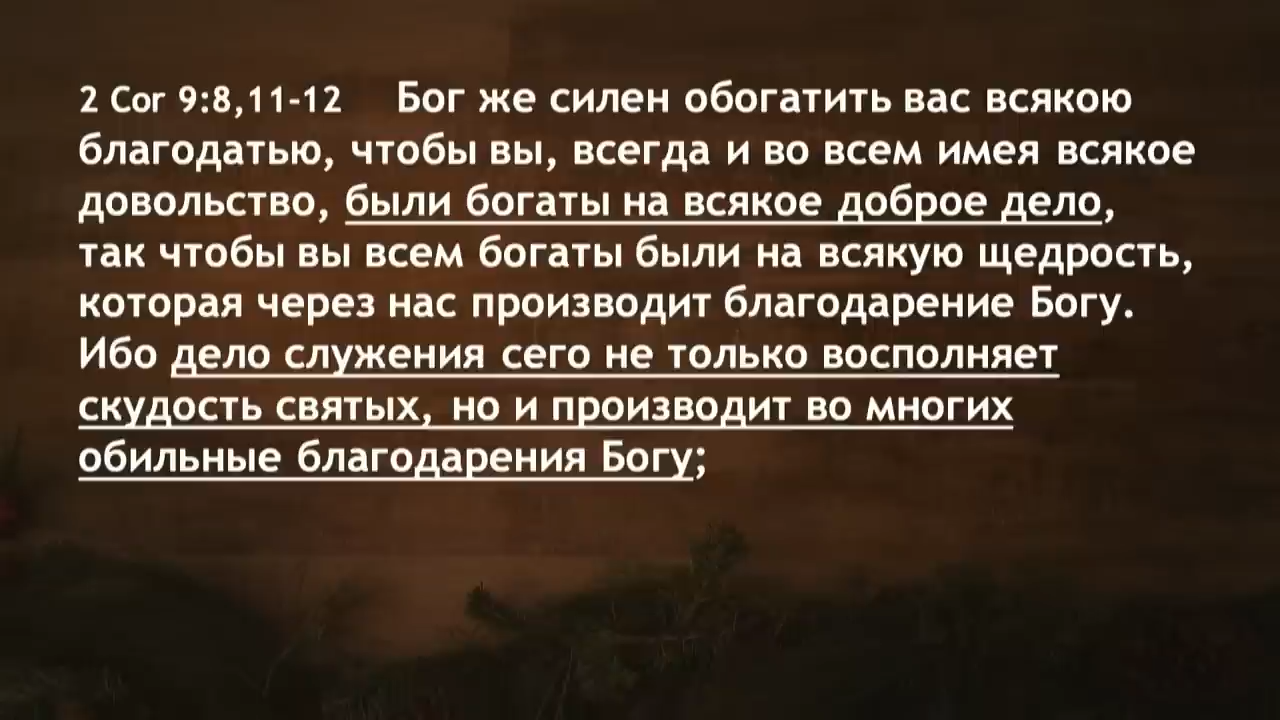 2 Cor 9:8,11-12 Бог же силен обогатить вас всякою
благодатью, чтобы вы, всегда и во всем имея всякое
довольство, были богаты на всякое доброе дело,
так чтобы вы всем богаты были на всякую щедрость,
которая через нас производит благодарение Богу.
Ибо дело служения сего не только восполняет
скудость святых, но и производит во многих
обильные благодарения Богу;